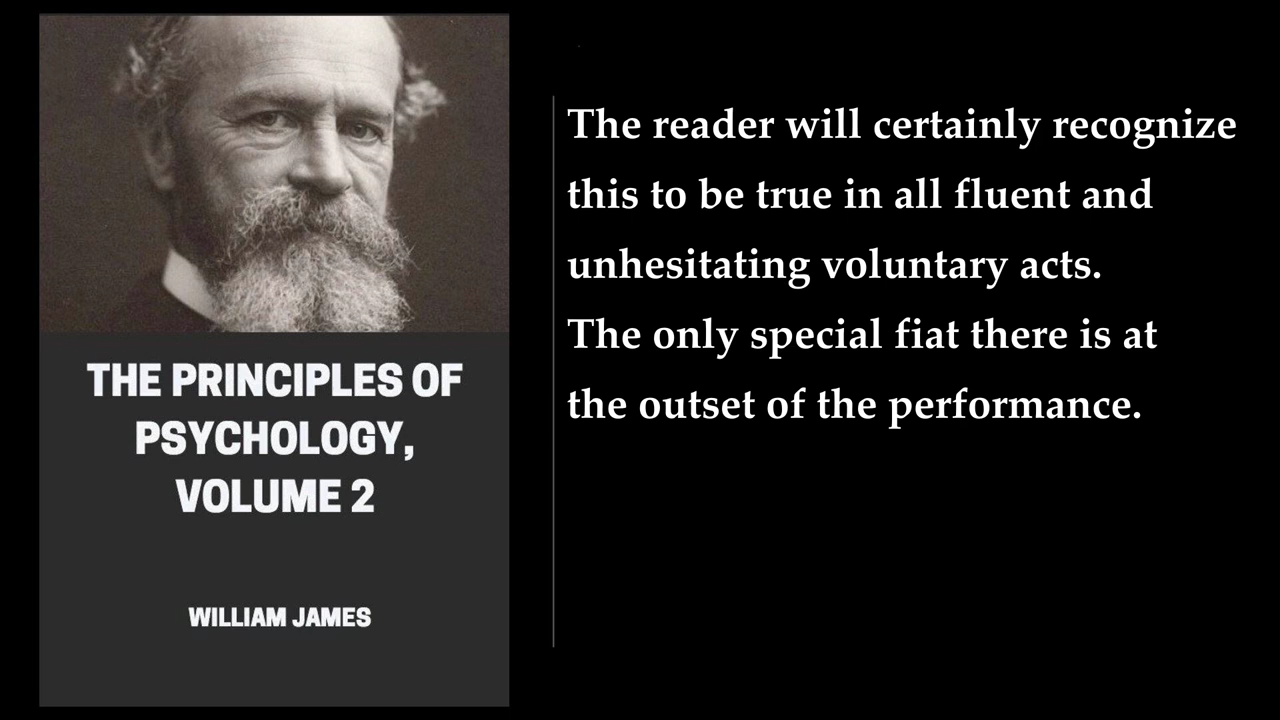 THE PRINCIPLES OF
PSYCHOLOGY,
VOLUME 2
WILLIAM JAMES
The reader will certainly recognize
this to be true in all fluent and
unhesitating voluntary acts.
The only special fiat there is at
the outset of the performance.